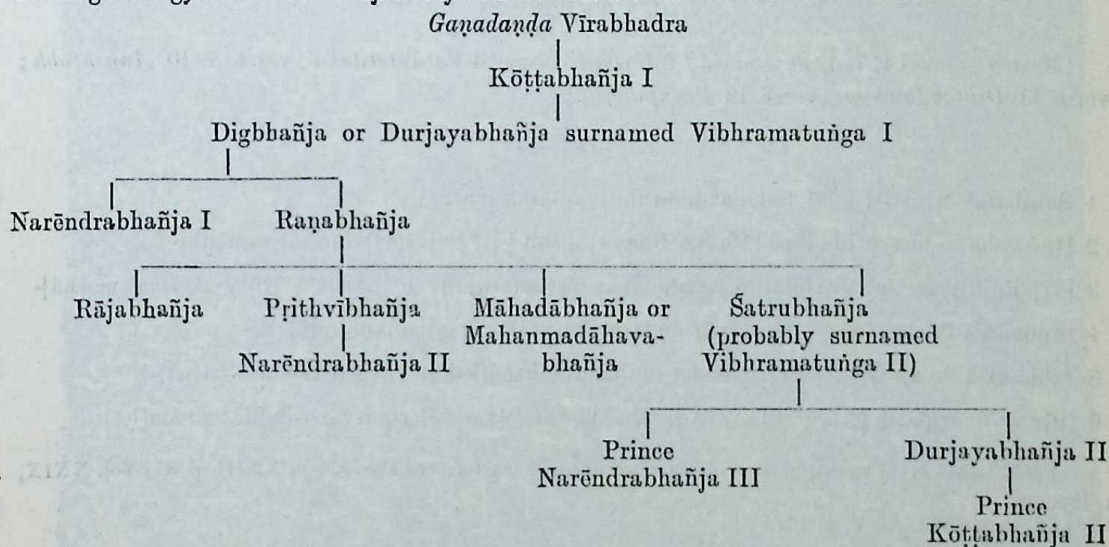 Gaṇadaṇḍa Vīrabhadra
Kōṭṭabhañja I
Digbhañja or Durjayabhañja surnamed Vibhramatuṅga I
Narēndrabhañja I Raṇabhañja
Rājabhañja Pṛithvībhañja Māhadābhañja or Śatrubhañja
Mahanmadāhava- (probably surnamed
Narēndrabhañja II bhañja Vibhramatuṅga II)
Prince Durjayabhañja II
Narēndrabhañja III
Prince
Kōṭṭabhañja II